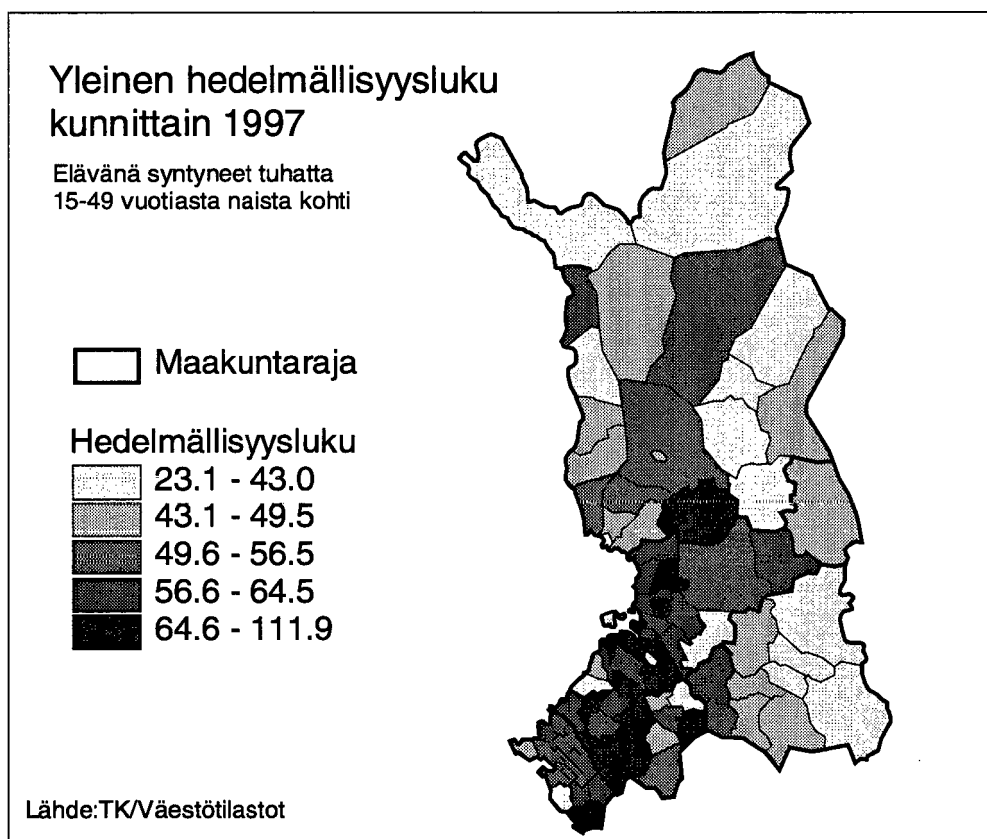 Yleinen hedelmällisyysluku
kunnittain 1997
Elävänä syntyneet tuhatta
15-49 vuotiasta naista kohti
Maakuntaraja
Hedelmällisyysluku
23.1 - 43.0
43.1 - 49.5
49.6 - 56.5
56.6 - 64.5
64.6 - 111.9
Lähde:TK/Väestötilastot